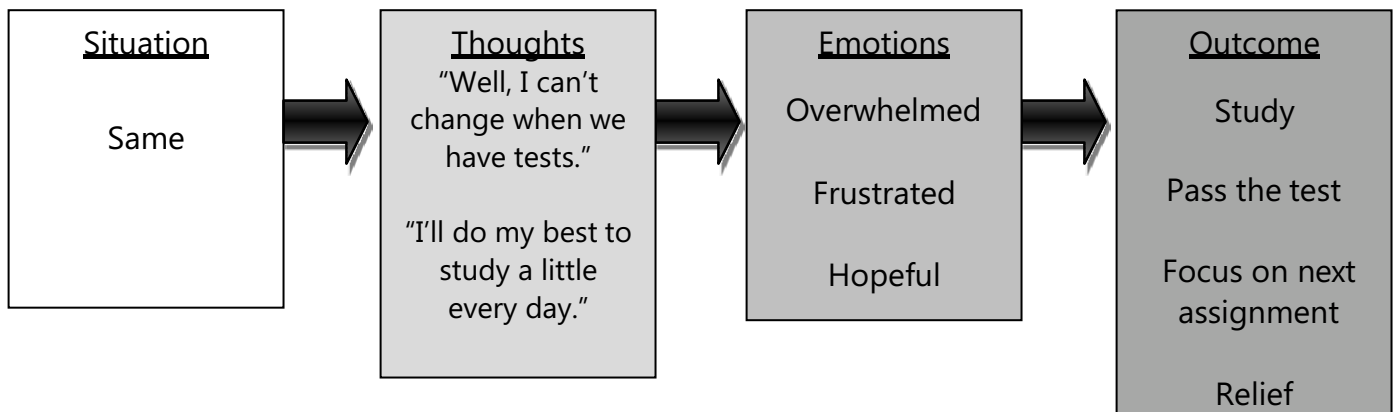 Situation
Same
Thoughts
“Well, I can’t
change when we
have tests.”
“I’ll do my best to
study a little
every day.”
Emotions
Overwhelmed
Frustrated
Hopeful
Outcome
Study
Pass the test
Focus on next
assignment
Relief